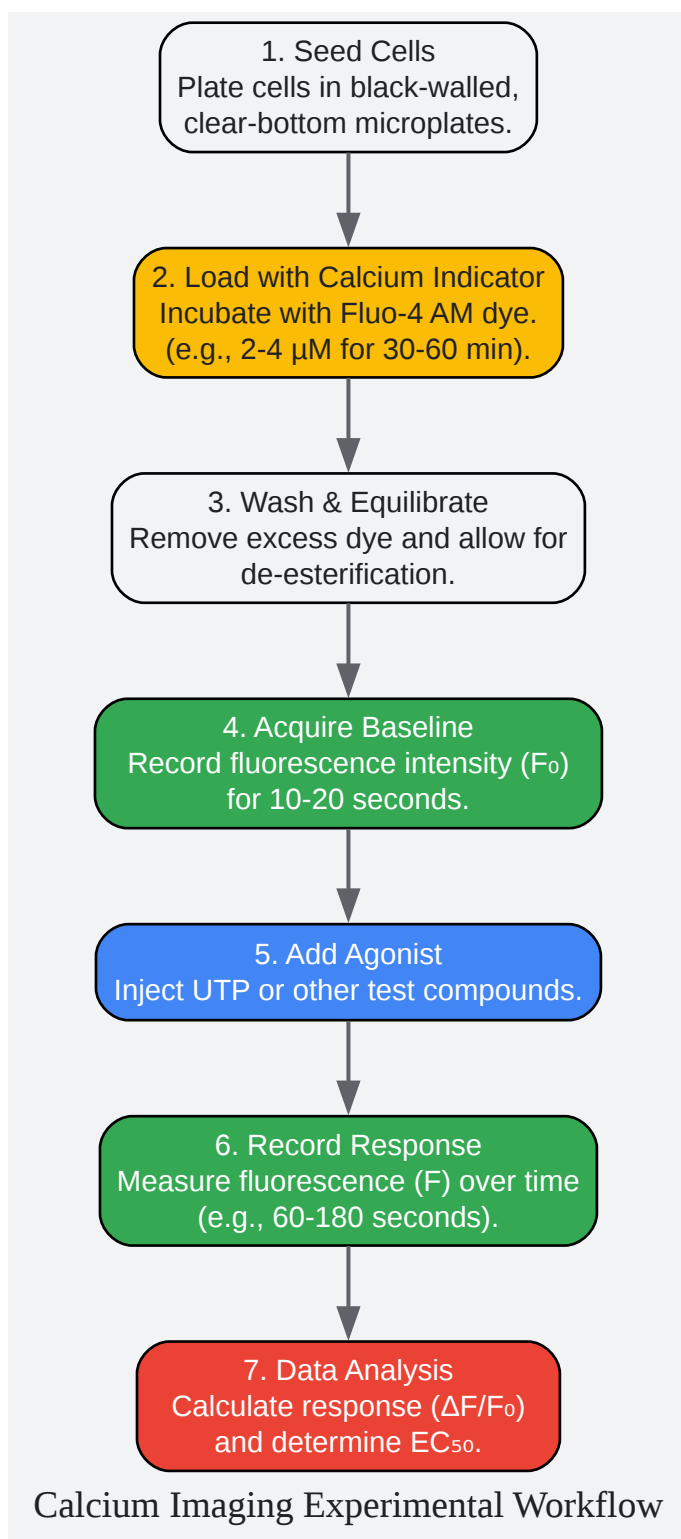 1. Seed Cells
Plate cells in black-walled,
clear-bottom microplates.
2. Load with Calcium Indicator
Incubate with Fluo-4 AM dye.
(e.g., 2-4 µM for 30-60 min).
3. Wash & Equilibrate
Remove excess dye and allow for
de-esterification.
4. Acquire Baseline
Record fluorescence intensity (F₀)
for 10-20 seconds.
5. Add Agonist
Inject UTP or other test compounds.
6. Record Response
Measure fluorescence (F) over time
(e.g., 60-180 seconds).
7. Data Analysis
Calculate response (ΔF/F₀)
and determine EC₅₀.
Calcium Imaging Experimental Workflow